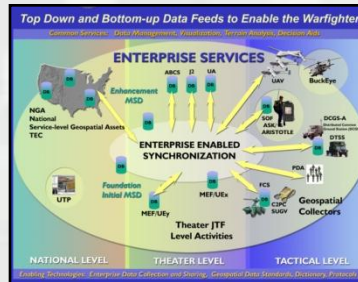 Top Down and Bottom-up Data Feeds to Enable the Warfighter
Common Services: Data Management, Visualization, Terrain Analysis, Decision Aids
ENTERPRISE SERVICES
ABCS
J2
UA
UAV
BuckEye
Enhancement
MSD
NGA
National
Service-level Geospatial Assets
TEC
DB
SOF
ASK/
ARISTOTLE
ENTERPRISE ENABLED
SYNCHRONIZATION
DCGS-A
DTSS
PDA
Foundation
Initial MSD
UTP
MEF/UEy
MEF/UEx
FCS
C2PC
SUGV
Geospatial
Collectors
Theater JTF
Level Activities
NATIONAL LEVEL
THEATER LEVEL
TACTICAL LEVEL
Enabling Technologies: Enterprise Data Collection and Sharing, Geospatial Data Standards, Dictionary, Protocols